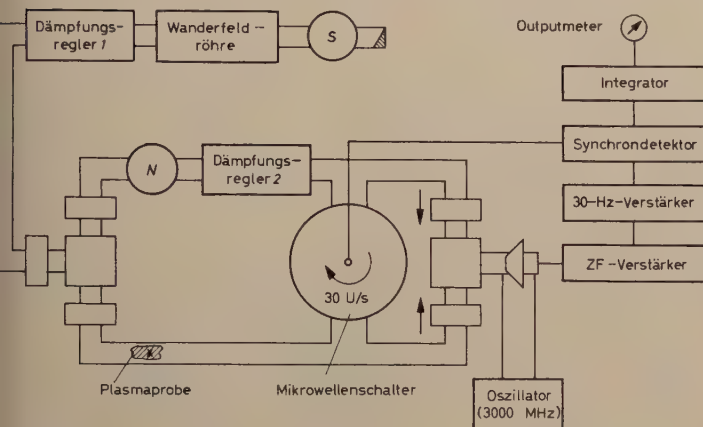 Dämpfungs-
regler 1
Wanderfeld-
röhre
S
Outputmeter
Integrator
Synchrondetektor
30-Hz-Verstärker
ZF-Verstärker
N
Dämpfungs-
regler 2
30 U/s
Plasmaprobe
Mikrowellenschalter
Oszillator
(3000 MHz)